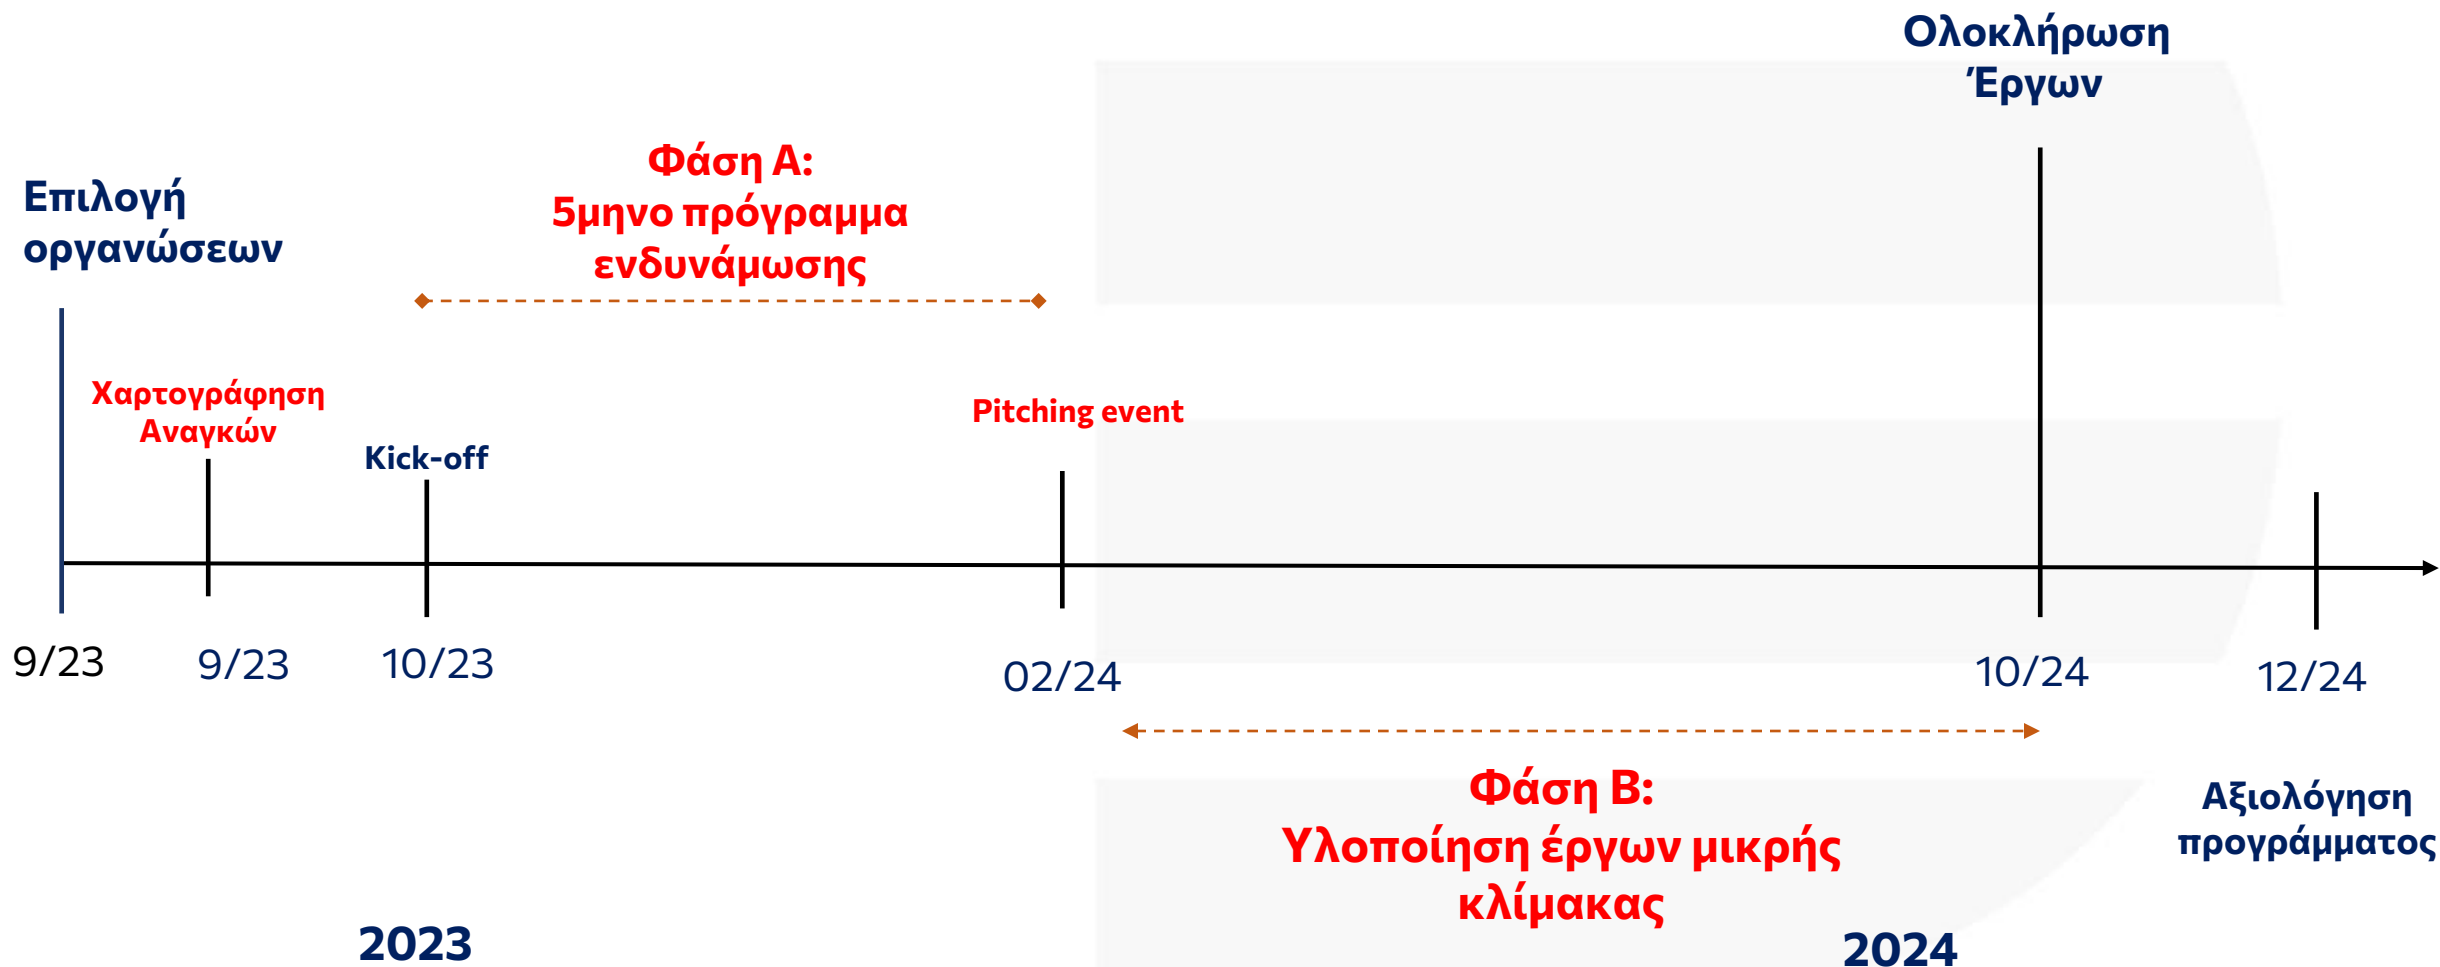 Ολοκλήρωση
Έργων
Φάση Α:
5μηνο πρόγραμμα
ενδυνάμωσης
Επιλογή
οργανώσεων
Χαρτογράφηση
Αναγκών
Kick-off
Pitching event
9/23
9/23
10/23
02/24
10/24
12/24
Φάση Β:
Υλοποίηση έργων μικρής
κλίμακας
Αξιολόγηση
προγράμματος
2023
2024